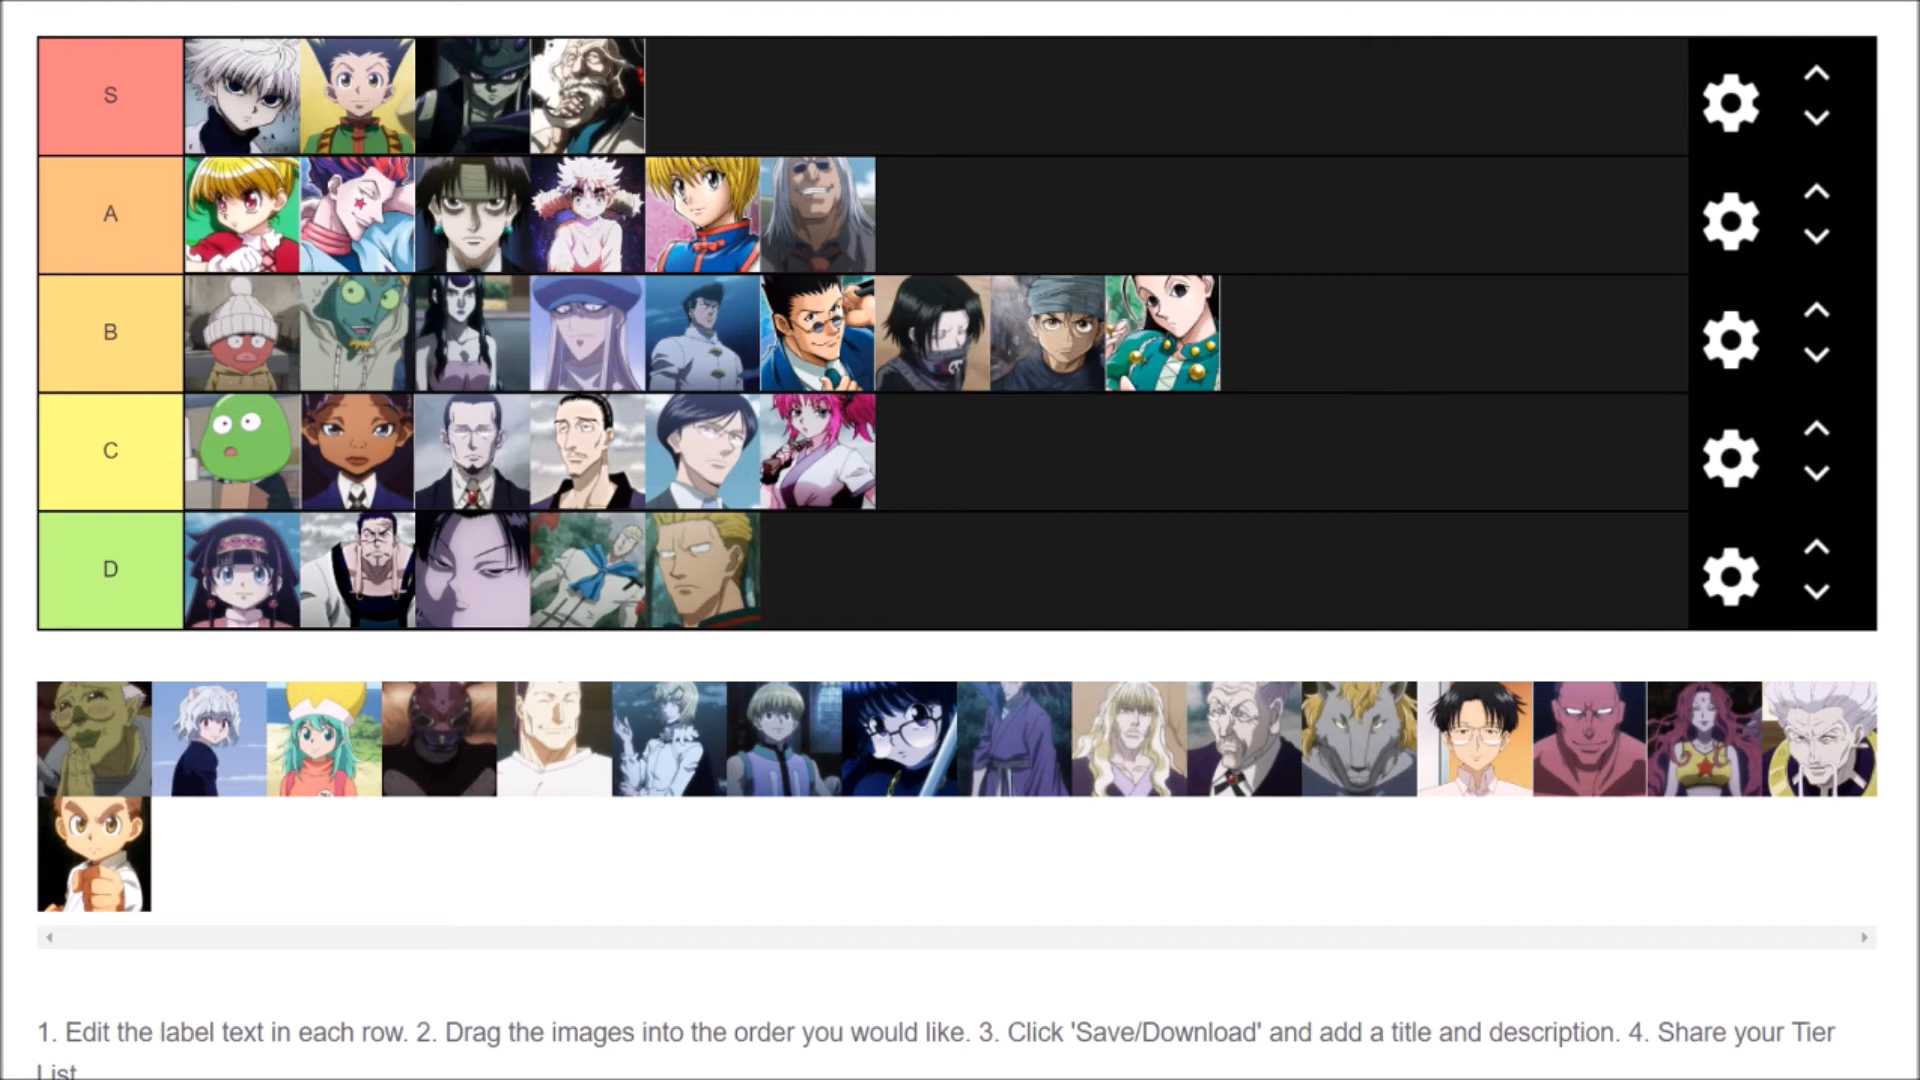 S
A
B
C
D
1. Edit the label text in each row. 2. Drag the images into the order you would like. 3. Click 'Save/Download' and add a title and description. 4. Share your Tier
List